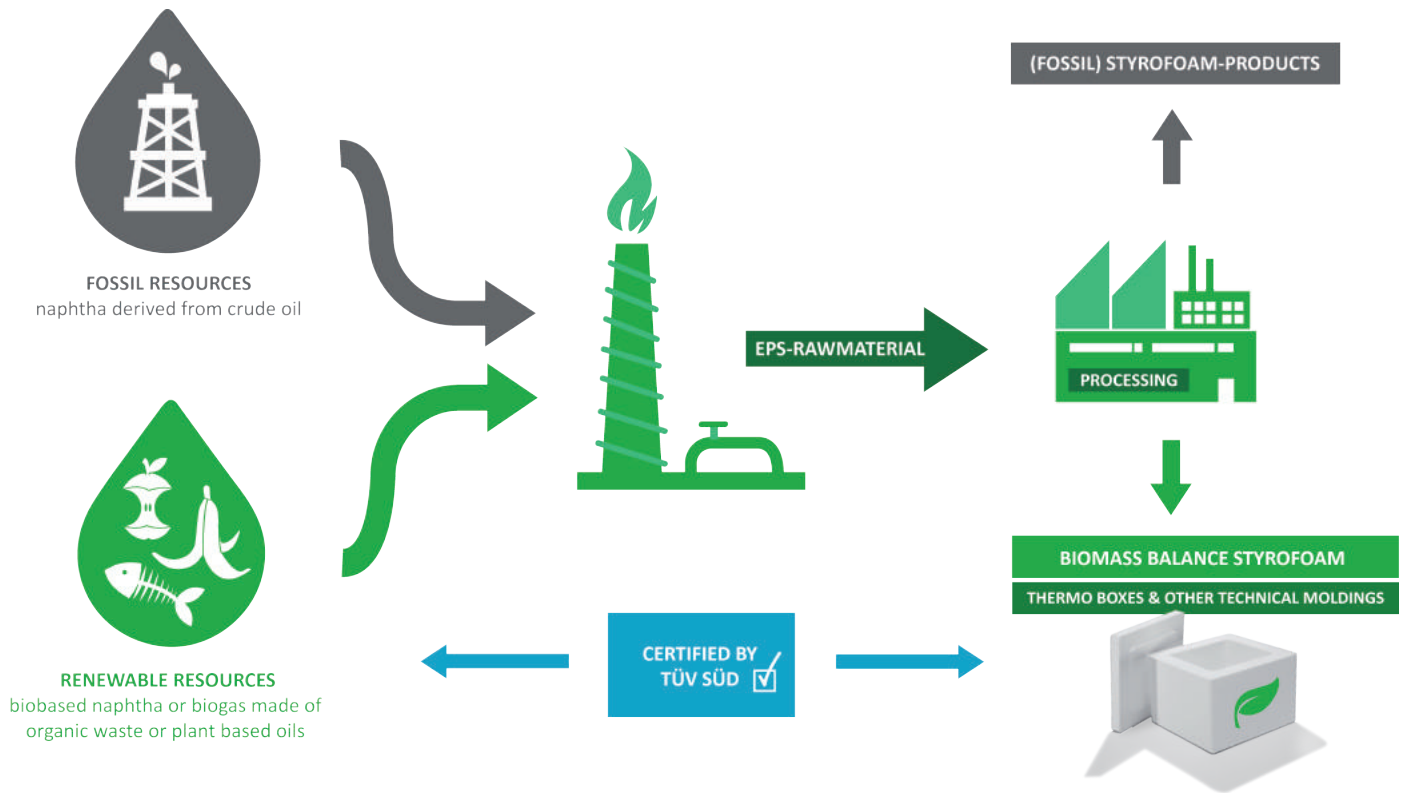 (FOSSIL) STYROFOAM-PRODUCTS
FOSSIL RESOURCES
naphtha derived from crude oil
EPS-RAWMATERIAL
PROCESSING
BIOMASS BALANCE STYROFOAM
THERMO BOXES & OTHER TECHNICAL MOLDINGS
CERTIFIED BY
TÜV SÜD
RENEWABLE RESOURCES
biobased naphtha or biogas made of
organic waste or plant based oils